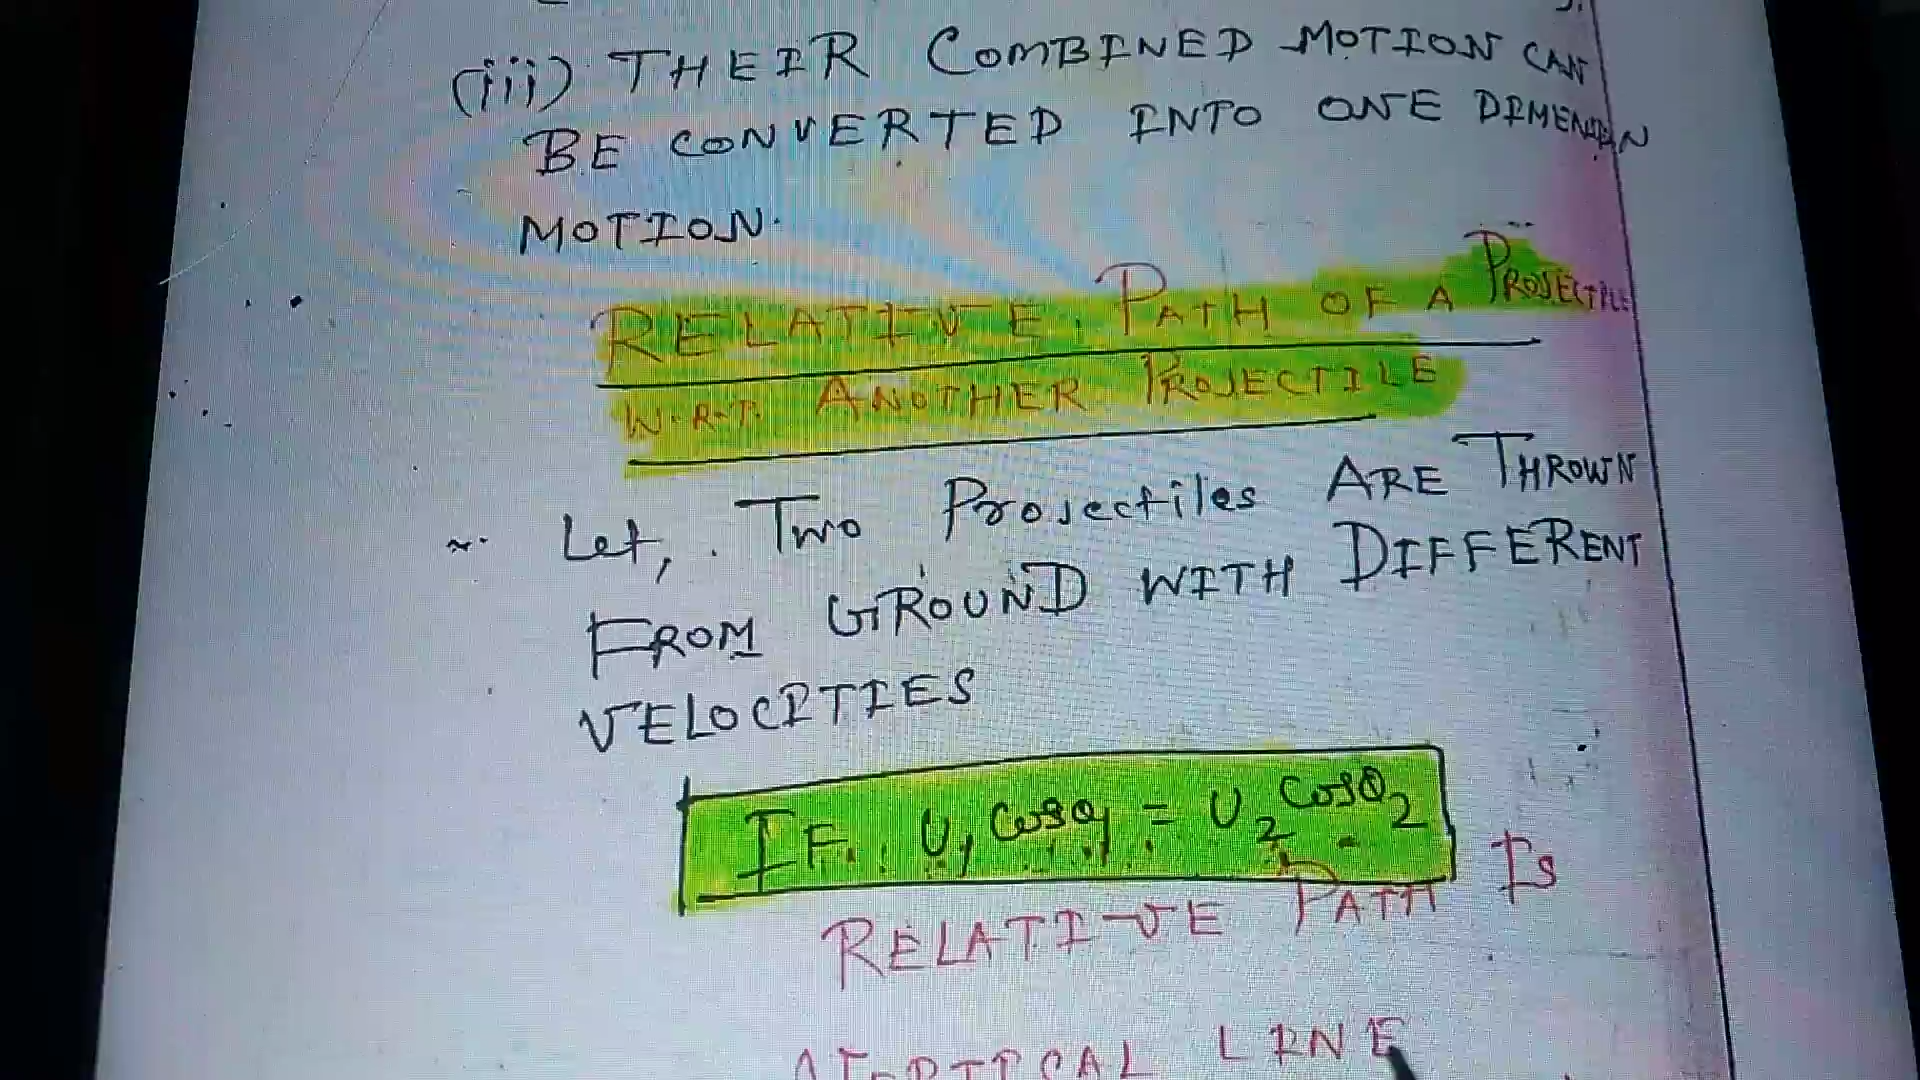 (iii) THEIR COMBINED MOTION CAN
BE CONVERTED INTO ONE DIMENSION
MOTION.
RELATIVE PATH OF A PROJECTILE
W.R.T. ANOTHER PROJECTILE
Let, Two Projectiles ARE THROWN
FROM GROUND WITH DIFFERENT
VELOCITIES
IF U₁ Cosθ₁ = U₂ Cosθ₂
RELATIVE PATH IS
VERTICAL LINE